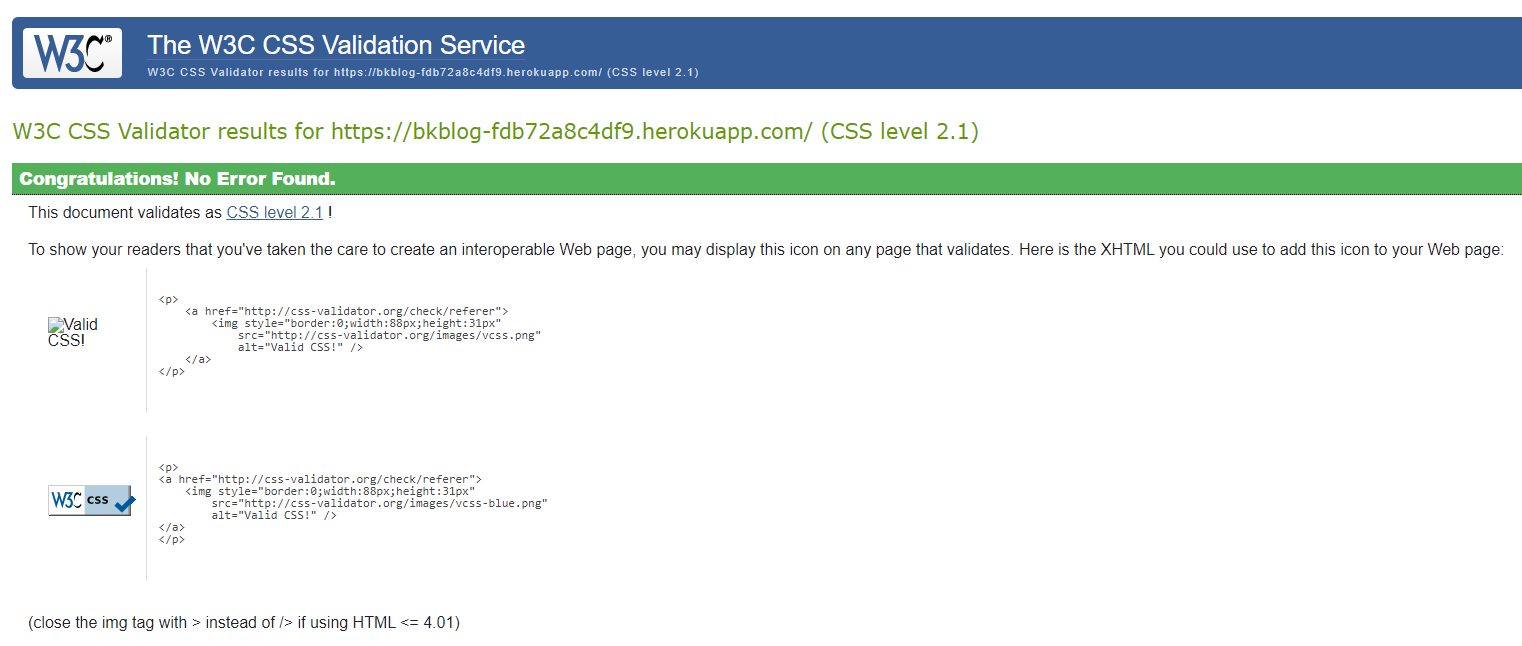 W3C®
The W3C CSS Validation Service
W3C CSS Validator results for https://bkblog-fdb72a8c4df9.herokuapp.com/ (CSS level 2.1)
W3C CSS Validator results for https://bkblog-fdb72a8c4df9.herokuapp.com/ (CSS level 2.1)
Congratulations! No Error Found.
This document validates as CSS level 2.1 !
To show your readers that you've taken the care to create an interoperable Web page, you may display this icon on any page that validates. Here is the XHTML you could use to add this icon to your Web page:
Valid
CSS!
<p>
    <a href="http://css-validator.org/check/referer">
        <img style="border:0;width:88px;height:31px"
            src="http://css-validator.org/images/vcss.png"
            alt="Valid CSS!" />
    </a>
</p>
W3C css
<p>
<a href="http://css-validator.org/check/referer">
    <img style="border:0;width:88px;height:31px"
        src="http://css-validator.org/images/vcss-blue.png"
        alt="Valid CSS!" />
</a>
</p>
(close the img tag with > instead of /> if using HTML <= 4.01)